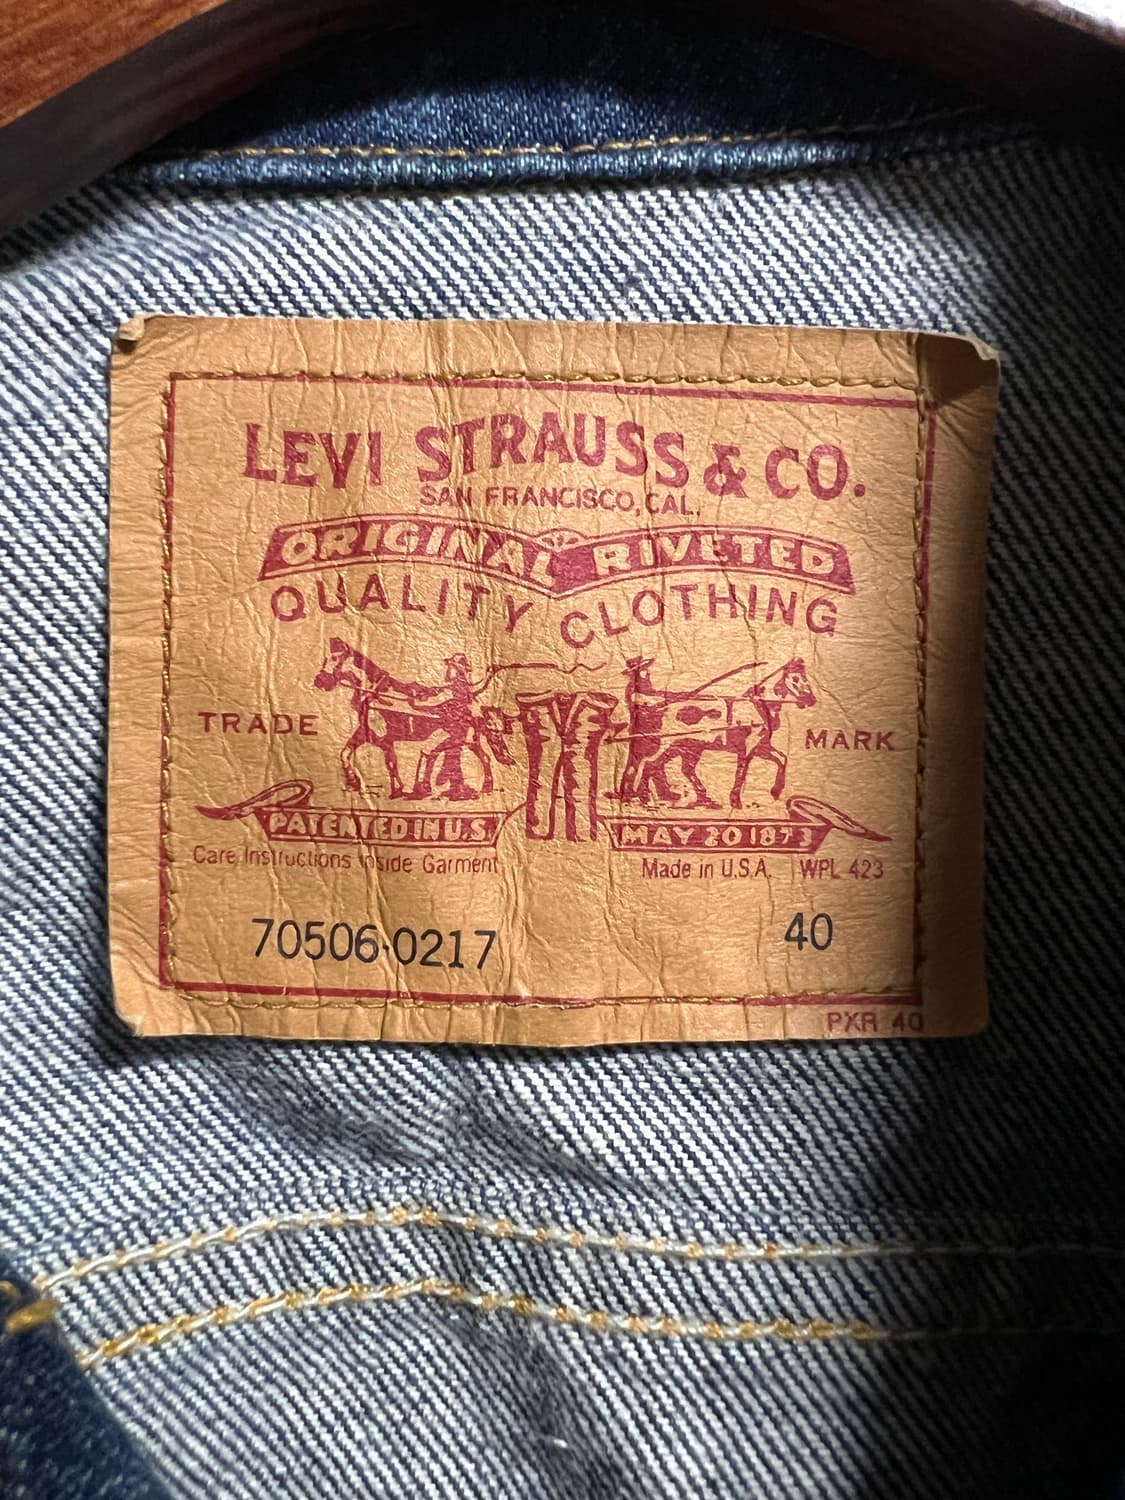 LEVI STRAUSS & CO.
SAN FRANCISCO, CAL.
ORIGINAL RIVETED
QUALITY CLOTHING
TRADE MARK
PATENTED IN U.S. MAY 20 1873
Care Instructions Inside Garment Made in U.S.A. WPL 423
70506-0217 40
PXR 40